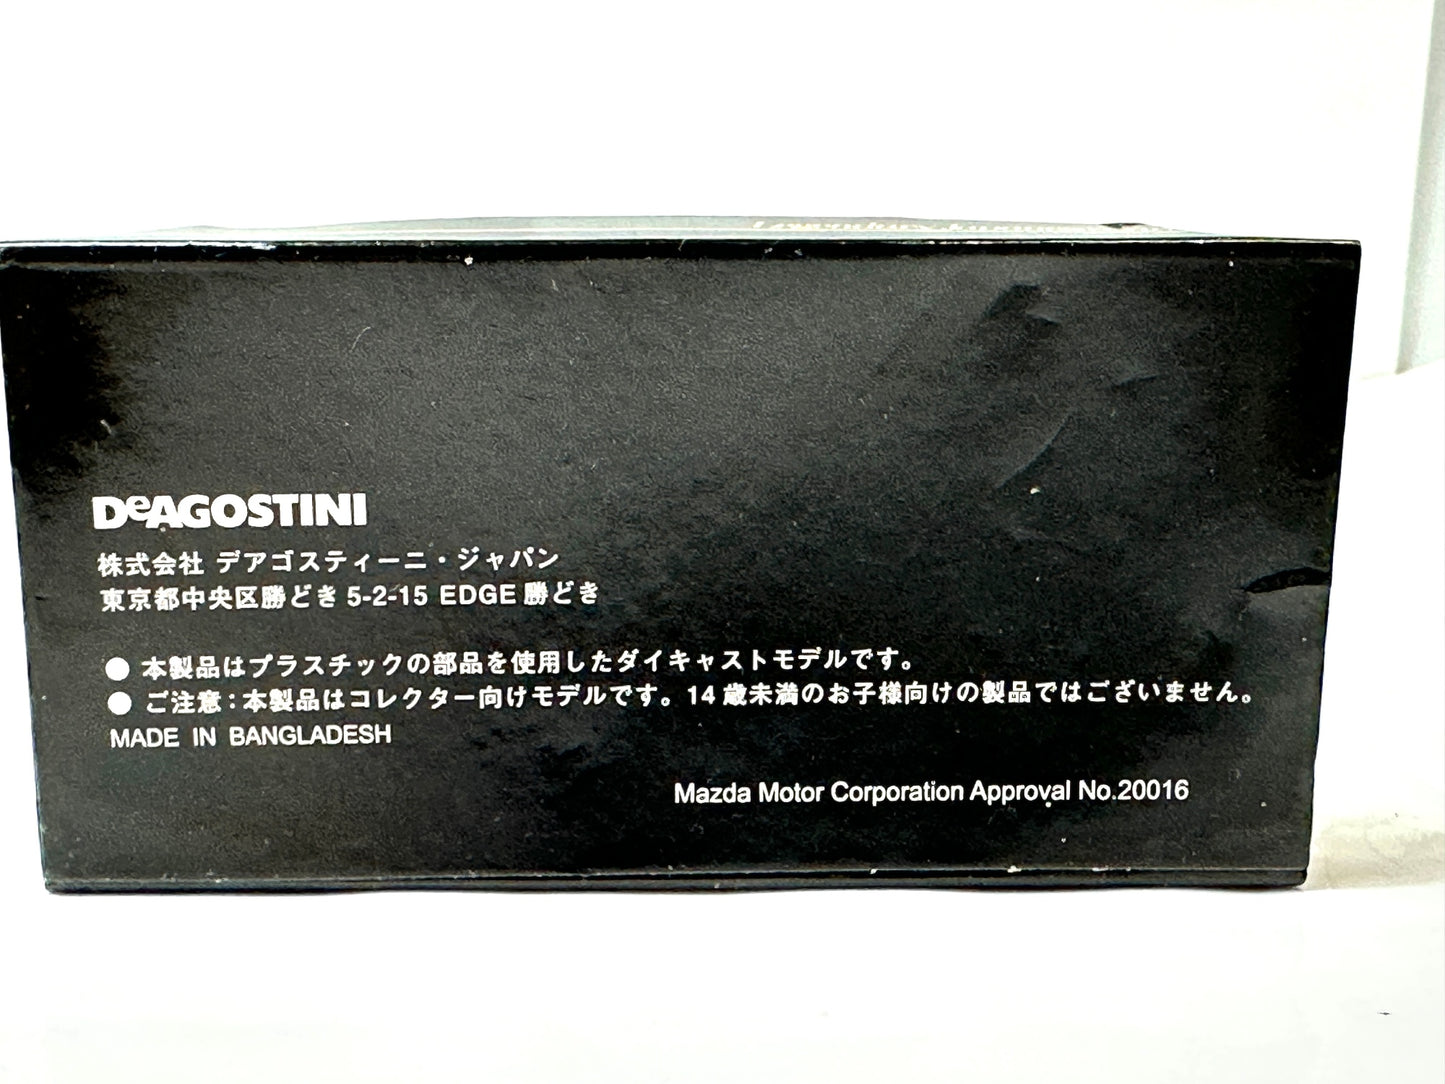 DeAGOSTINI
株式会社 デアゴスティーニ・ジャパン
東京都中央区勝どき 5-2-15 EDGE 勝どき
● 本製品はプラスチックの部品を使用したダイキャストモデルです。
● ご注意：本製品はコレクター向けモデルです。14 歳未満のお子様向けの製品ではございません。
MADE IN BANGLADESH
Mazda Motor Corporation Approval No.20016